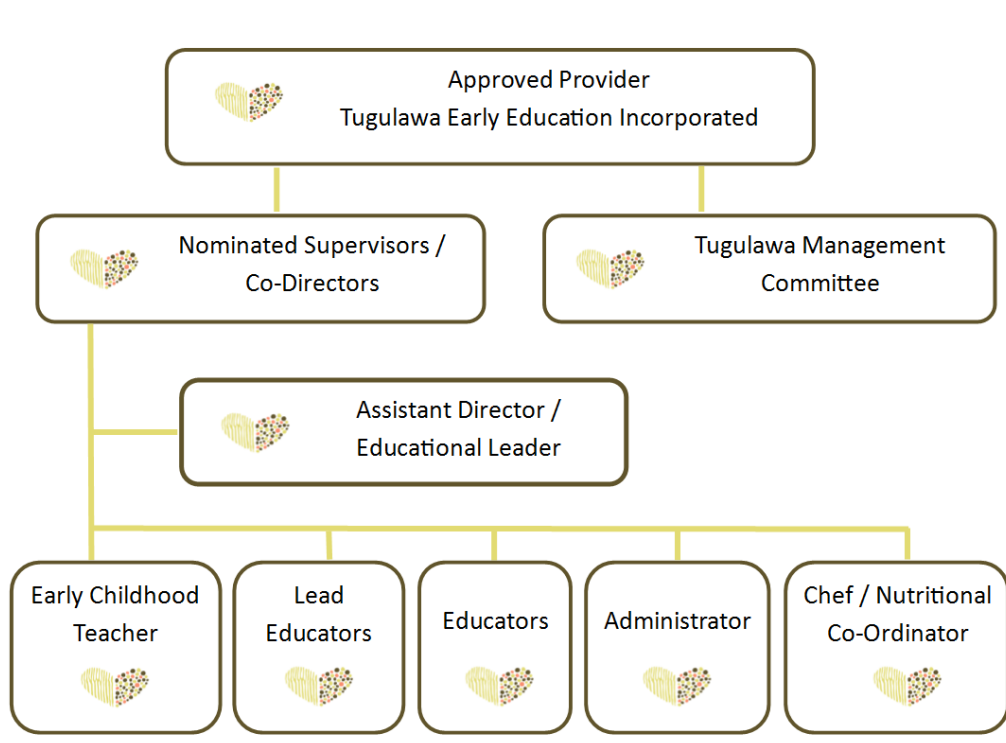 Approved Provider
Tugulawa Early Education Incorporated
Nominated Supervisors /
Co-Directors
Tugulawa Management
Committee
Assistant Director /
Educational Leader
Early Childhood
Teacher
Lead
Educators
Educators
Administrator
Chef / Nutritional
Co-Ordinator